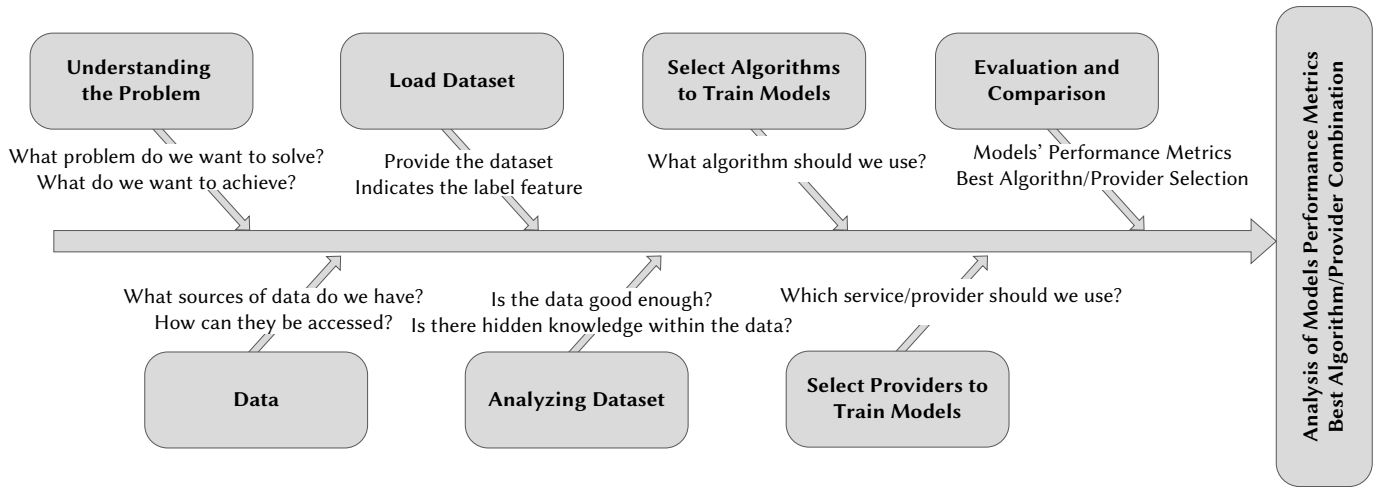 Understanding
the Problem
Load Dataset
Select Algorithms
to Train Models
Evaluation and
Comparison
What problem do we want to solve?
What do we want to achieve?
Provide the dataset
Indicates the label feature
What algorithm should we use?
Models’ Performance Metrics
Best Algorithn/Provider Selection
What sources of data do we have?
How can they be accessed?
Is the data good enough?
Is there hidden knowledge within the data?
Which service/provider should we use?
Data
Analyzing Dataset
Select Providers to
Train Models
Analysis of Models Performance Metrics
Best Algorithm/Provider Combination